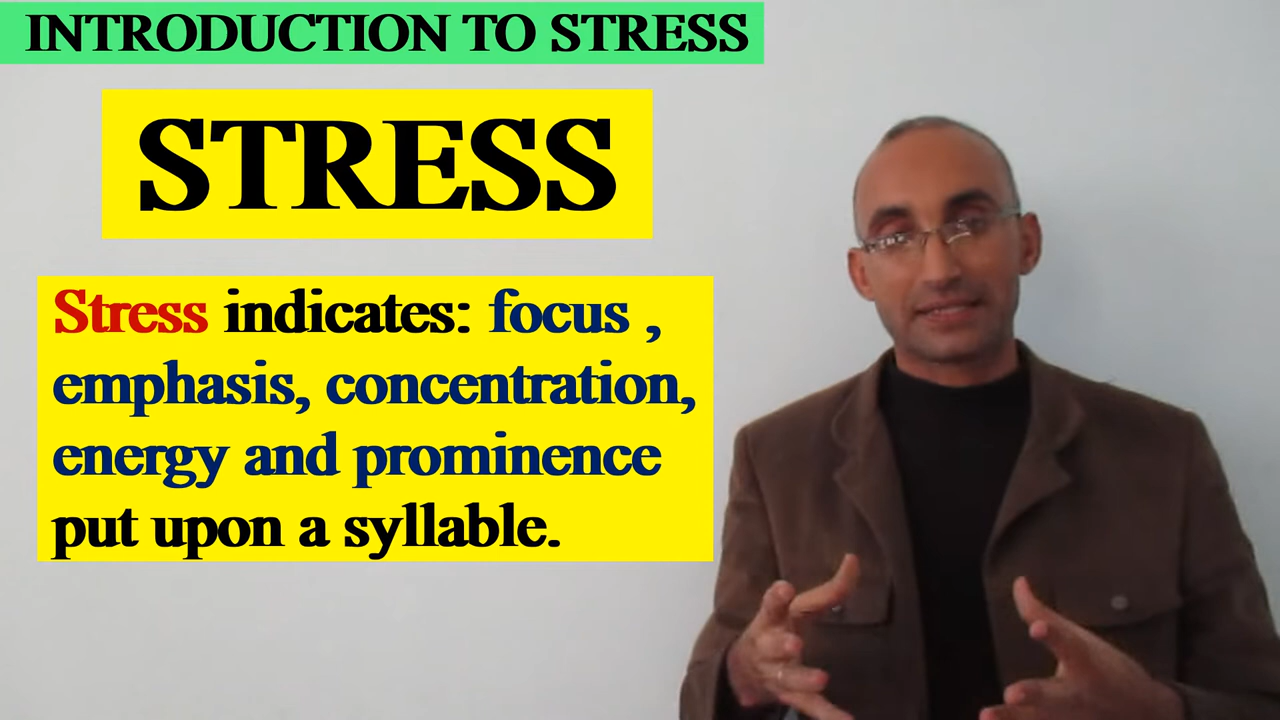 INTRODUCTION TO STRESS
STRESS
Stress indicates: focus ,
emphasis, concentration,
energy and prominence
put upon a syllable.